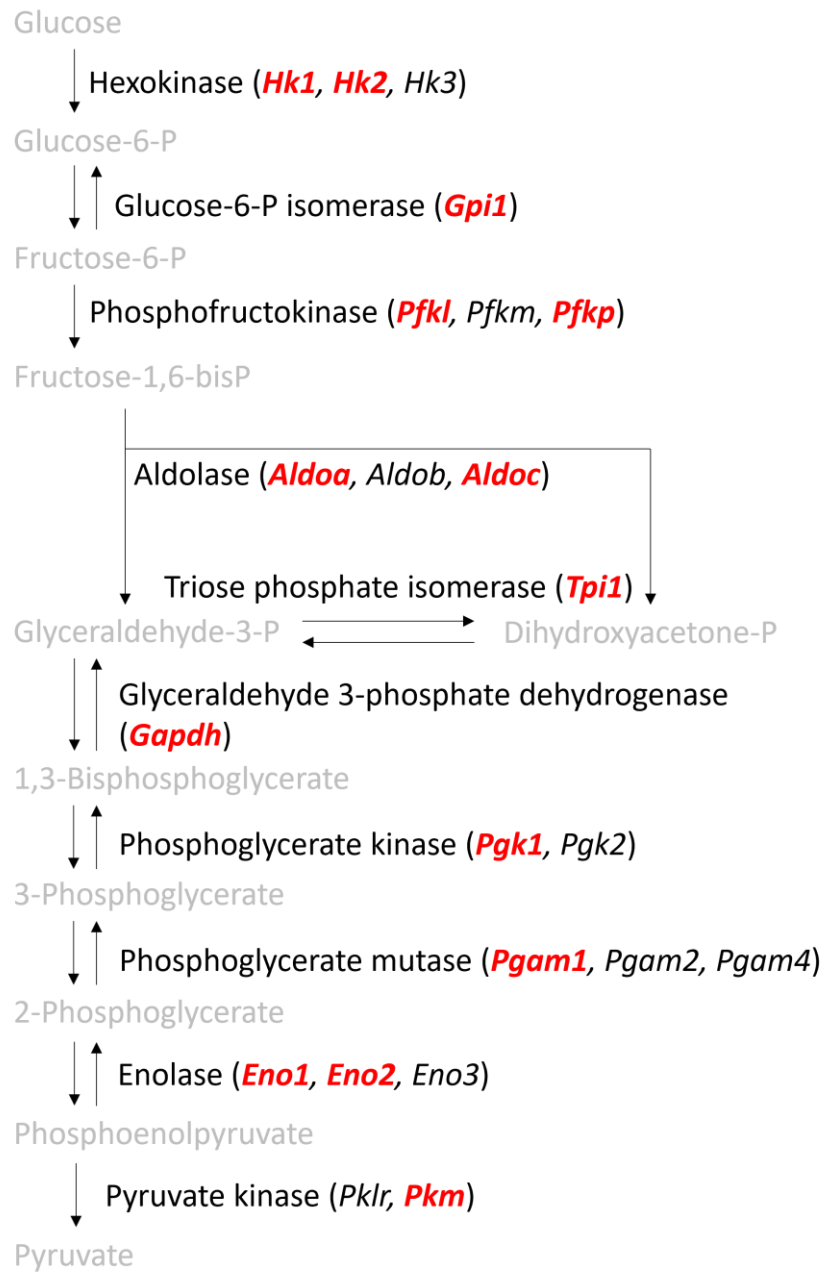 Glucose
Hexokinase (Hk1, Hk2, Hk3)
Glucose-6-P
Glucose-6-P isomerase (Gpi1)
Fructose-6-P
Phosphofructokinase (Pfkl, Pfkm, Pfkp)
Fructose-1,6-bisP
Aldolase (Aldoa, Aldob, Aldoc)
Triose phosphate isomerase (Tpi1)
Glyceraldehyde-3-P
Dihydroxyacetone-P
Glyceraldehyde 3-phosphate dehydrogenase
(Gapdh)
1,3-Bisphosphoglycerate
Phosphoglycerate kinase (Pgk1, Pgk2)
3-Phosphoglycerate
Phosphoglycerate mutase (Pgam1, Pgam2, Pgam4)
2-Phosphoglycerate
Enolase (Eno1, Eno2, Eno3)
Phosphoenolpyruvate
Pyruvate kinase (Pklr, Pkm)
Pyruvate